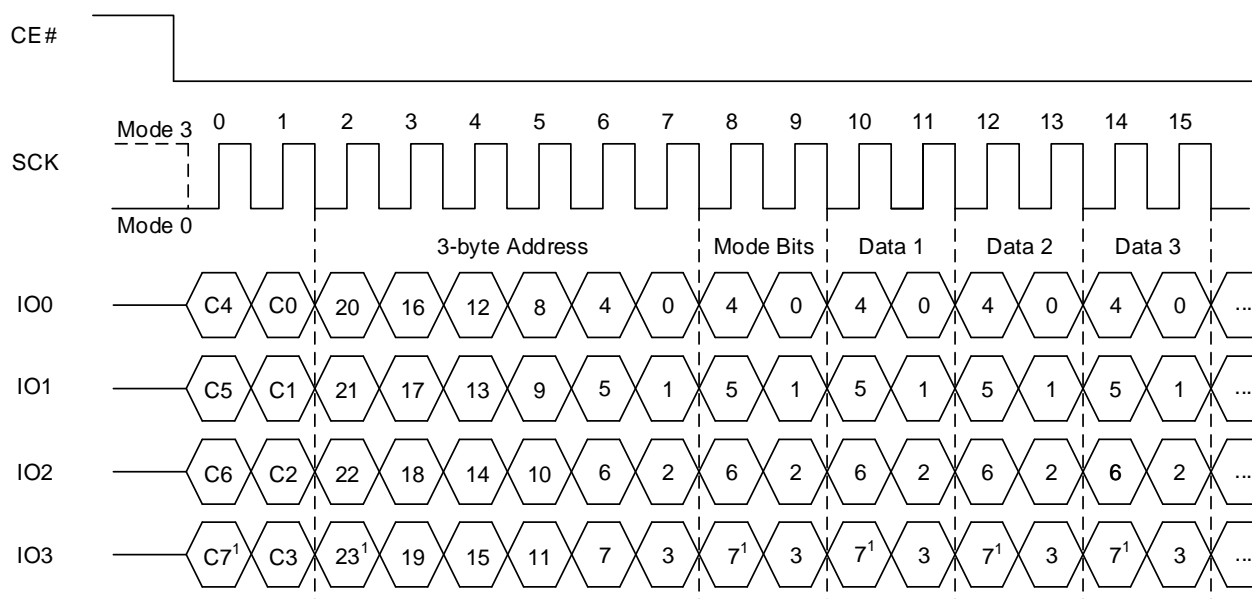 CE#
Mode 3 0 1 2 3 4 5 6 7 8 9 10 11 12 13 14 15
SCK
Mode 0
3-byte Address Mode Bits Data 1 Data 2 Data 3
IO0 C4 C0 20 16 12 8 4 0 4 0 4 0 4 0 4 0 ...
IO1 C5 C1 21 17 13 9 5 1 5 1 5 1 5 1 5 1 ...
IO2 C6 C2 22 18 14 10 6 2 6 2 6 2 6 2 6 2 ...
IO3 C7¹ C3 23¹ 19 15 11 7 3 7¹ 3 7¹ 3 7¹ 3 7¹ 3 ...